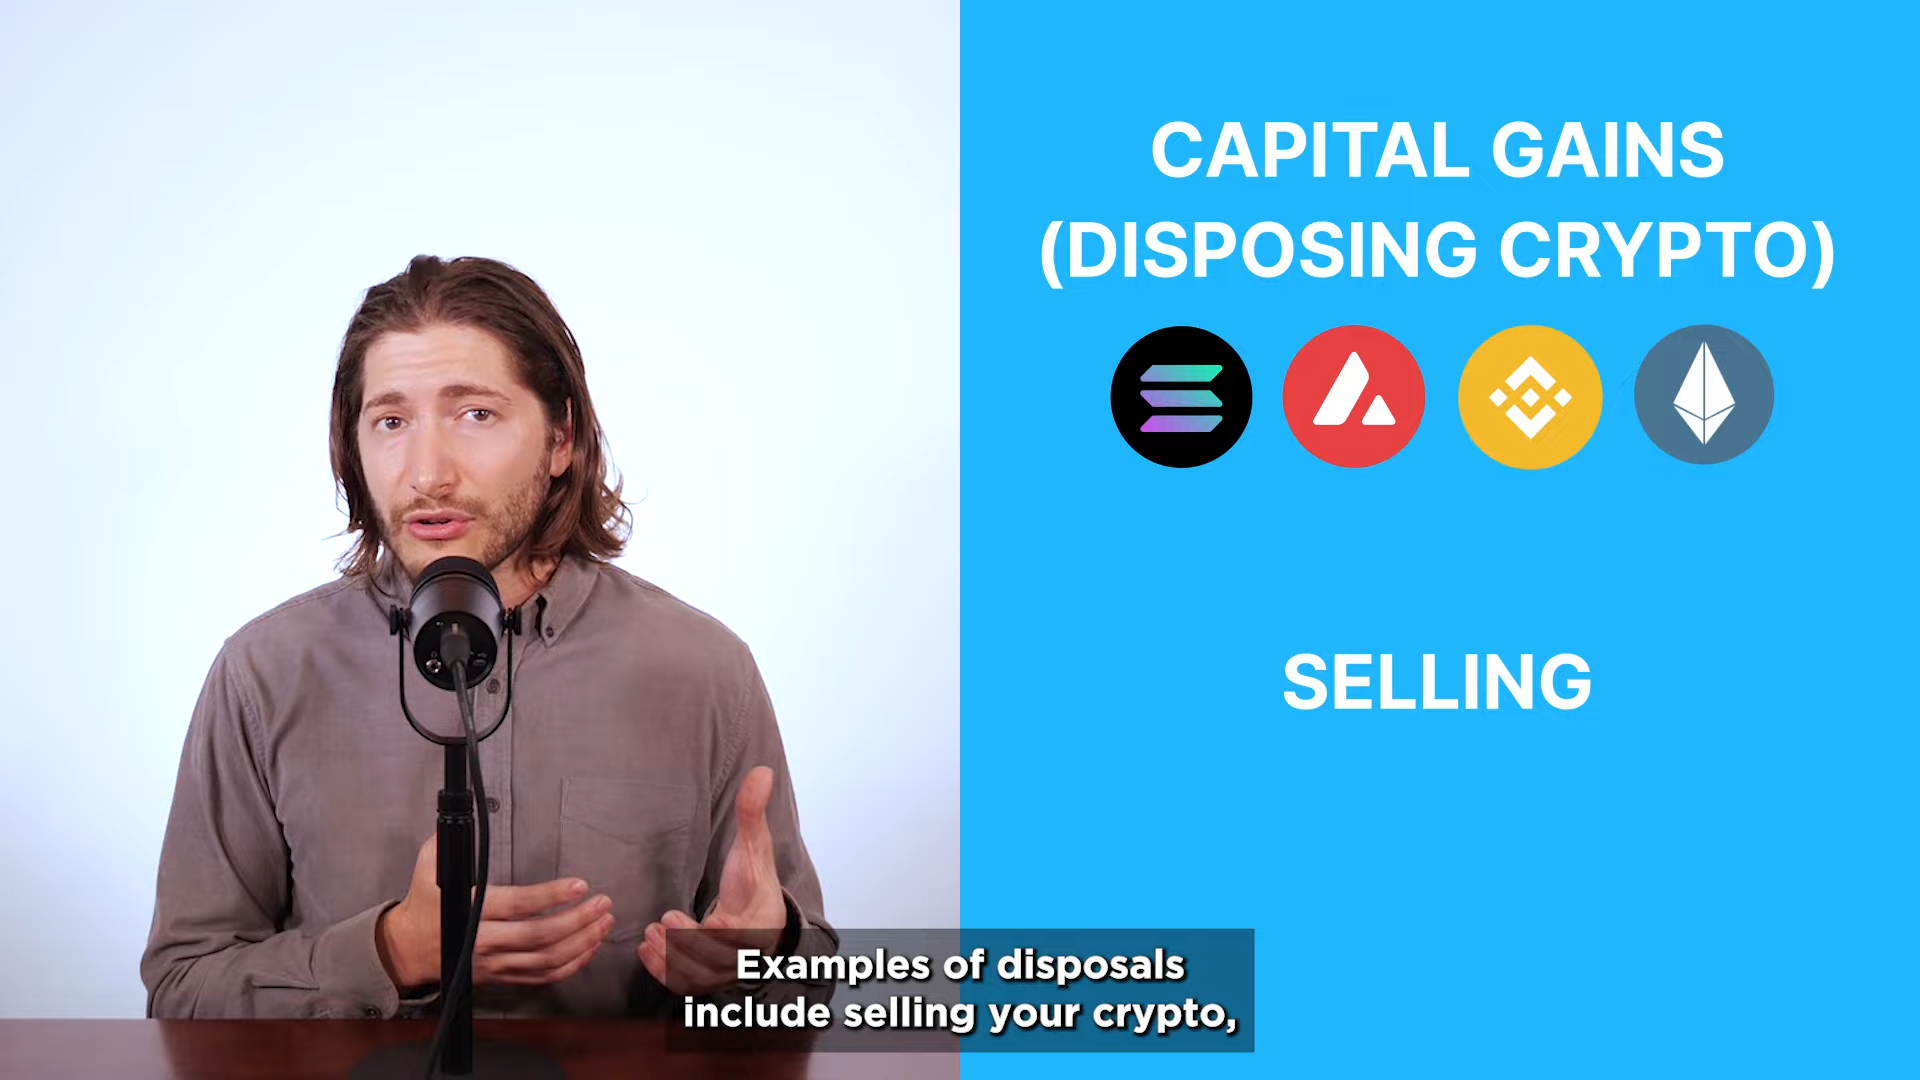 CAPITAL GAINS
(DISPOSING CRYPTO)
SELLING
Examples of disposals
include selling your crypto,